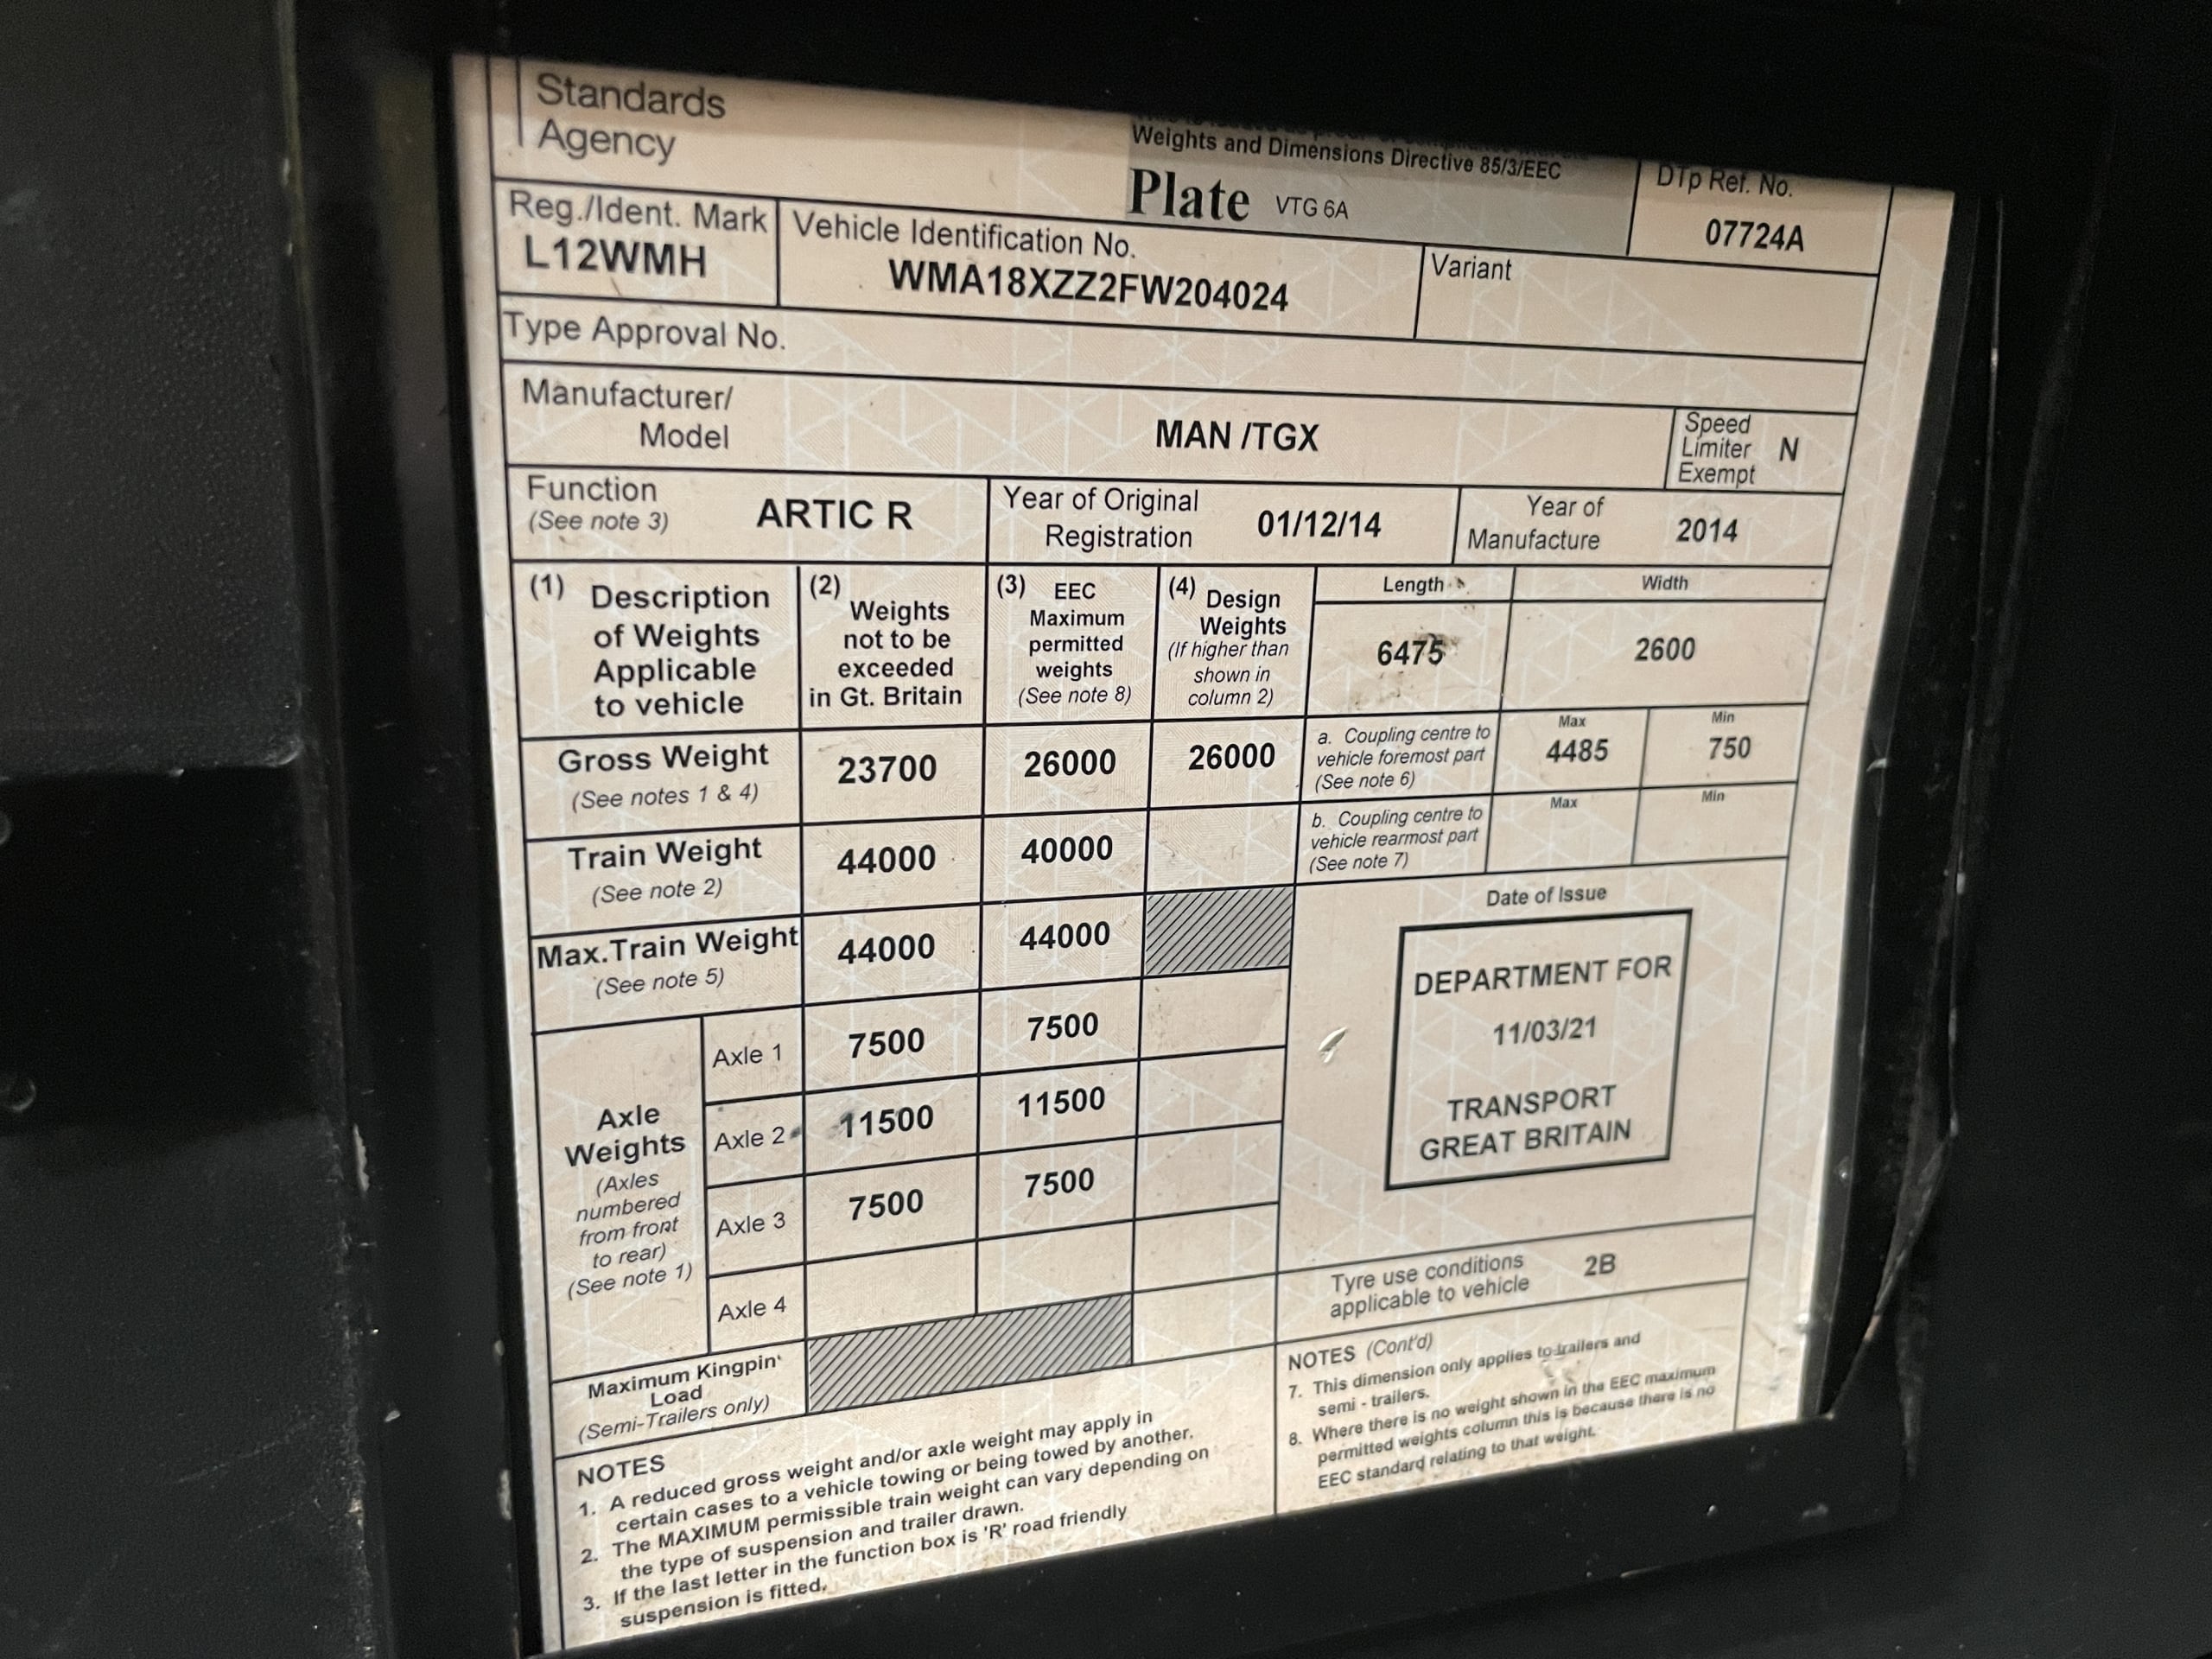 Standards
Agency
Weights and Dimensions Directive 85/3/EEC
Plate VTG 6A
DTp Ref. No.
07724A
Reg./Ident. Mark
L12WMH
Vehicle Identification No.
WMA18XZZ2FW204024
Variant
Type Approval No.
Manufacturer/
Model
MAN /TGX
Speed
Limiter
Exempt
N
Function
(See note 3)
ARTIC R
Year of Original
Registration
01/12/14
Year of
Manufacture
2014
(1) Description
of Weights
Applicable
to vehicle
(2)
Weights
not to be
exceeded
in Gt. Britain
(3) EEC
Maximum
permitted
weights
(See note 8)
(4) Design
Weights
(If higher than
shown in
column 2)
Length
6475
Width
2600
Gross Weight
(See notes 1 & 4)
23700
26000
26000
a. Coupling centre to
vehicle foremost part
(See note 6)
Max
4485
Min
750
Train Weight
(See note 2)
44000
40000
b. Coupling centre to
vehicle rearmost part
(See note 7)
Max
Min
Max.Train Weight
(See note 5)
44000
44000
Date of Issue
DEPARTMENT FOR
11/03/21
TRANSPORT
GREAT BRITAIN
Axle
Weights
(Axles
numbered
from front
to rear)
(See note 1)
Axle 1
7500
7500
Axle 2
11500
11500
Axle 3
7500
7500
Axle 4
Tyre use conditions
applicable to vehicle
2B
Maximum Kingpin
Load
(Semi-Trailers only)
NOTES
1. A reduced gross weight and/or axle weight may apply in
certain cases to a vehicle towing or being towed by another.
2. The MAXIMUM permissible train weight can vary depending on
the type of suspension and trailer drawn.
3. If the last letter in the function box is 'R' road friendly
suspension is fitted.
NOTES (Cont'd)
7. This dimension only applies to trailers and
semi - trailers.
8. Where there is no weight shown in the EEC maximum
permitted weights column this is because there is no
EEC standard relating to that weight.